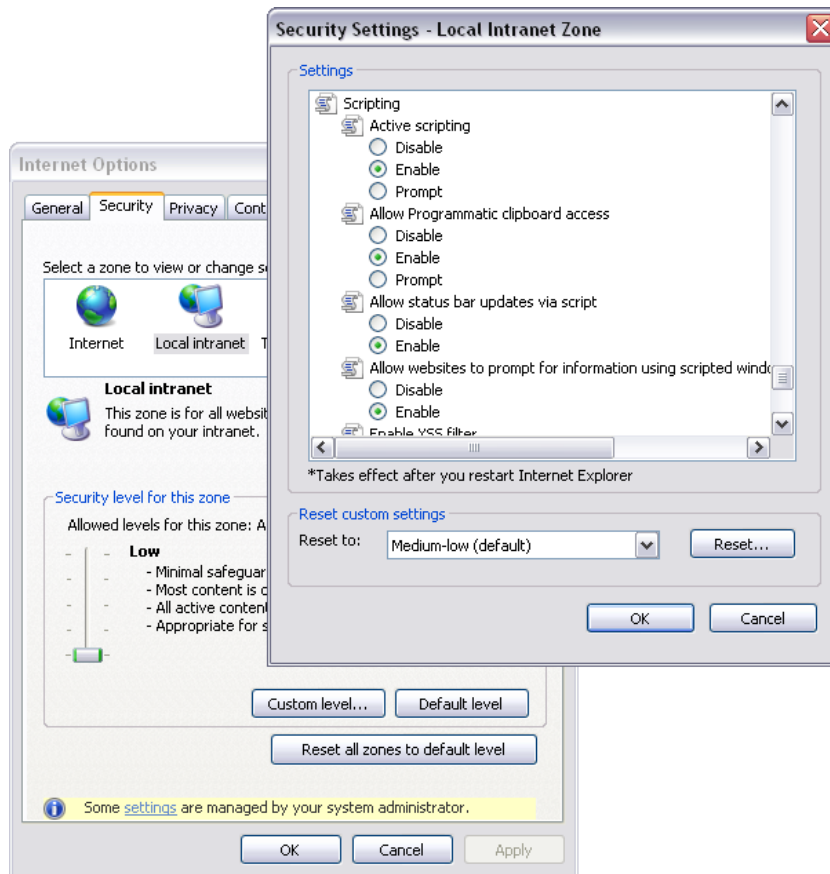 Security Settings - Local Intranet Zone
Settings
Scripting
Active scripting
Disable
Enable
Prompt
Allow Programmatic clipboard access
Disable
Enable
Prompt
Allow status bar updates via script
Disable
Enable
Allow websites to prompt for information using scripted windo
Disable
Enable
Enable XSS filter
*Takes effect after you restart Internet Explorer
Reset custom settings
Reset to:
Medium-low (default)
Reset...
OK
Cancel
Internet Options
General
Security
Privacy
Cont
Select a zone to view or change s
Internet
Local intranet
T
Local intranet
This zone is for all websit
found on your intranet.
Security level for this zone
Allowed levels for this zone: A
Low
- Minimal safeguar
- Most content is d
- All active content
- Appropriate for s
Custom level...
Default level
Reset all zones to default level
Some settings are managed by your system administrator.
OK
Cancel
Apply